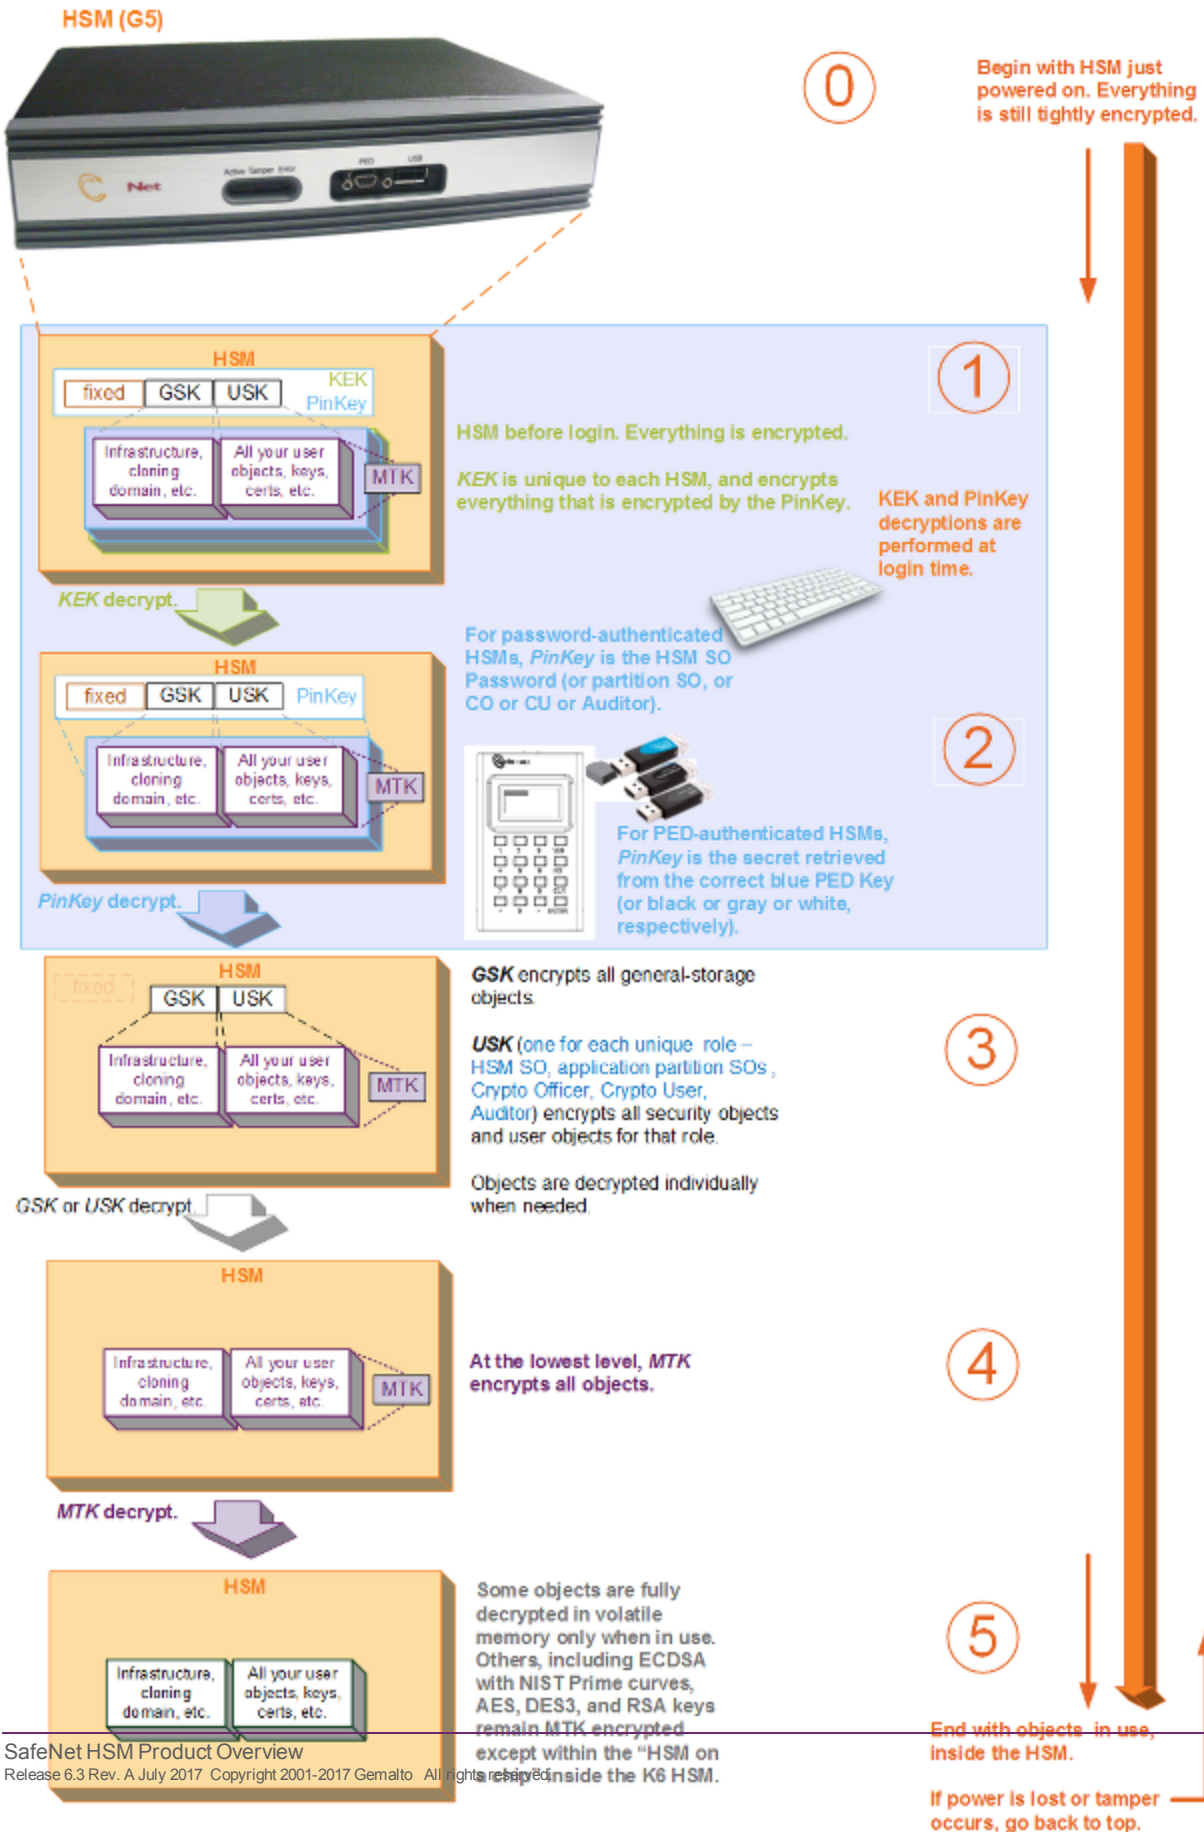 HSM (G5)
0
Begin with HSM just
powered on. Everything
is still tightly encrypted.
Net
Active Tamper Error
PED
USB
HSM
fixed
GSK
USK
KEK
PinKey
Infrastructure,
cloning
domain, etc.
All your user
objects, keys,
certs, etc.
MTK
1
HSM before login. Everything is encrypted.
KEK is unique to each HSM, and encrypts
everything that is encrypted by the PinKey.
KEK and PinKey
decryptions are
performed at
login time.
KEK decrypt.
HSM
fixed
GSK
USK
PinKey
Infrastructure,
cloning
domain, etc.
All your user
objects, keys,
certs, etc.
MTK
For password-authenticated
HSMs, PinKey is the HSM SO
Password (or partition SO, or
CO or CU or Auditor).
2
For PED-authenticated HSMs,
PinKey is the secret retrieved
from the correct blue PED Key
(or black or gray or white,
respectively).
PinKey decrypt.
HSM
fixed
GSK
USK
Infrastructure,
cloning
domain, etc.
All your user
objects, keys,
certs, etc.
MTK
GSK encrypts all general-storage
objects.
USK (one for each unique role –
HSM SO, application partition SOs ,
Crypto Officer, Crypto User,
Auditor) encrypts all security objects
and user objects for that role.
Objects are decrypted individually
when needed.
3
GSK or USK decrypt.
HSM
Infrastructure,
cloning
domain, etc.
All your user
objects, keys,
certs, etc.
MTK
At the lowest level, MTK
encrypts all objects.
4
MTK decrypt.
HSM
Infrastructure,
cloning
domain, etc.
All your user
objects, keys,
certs, etc.
Some objects are fully
decrypted in volatile
memory only when in use.
Others, including ECDSA
with NIST Prime curves,
AES, DES3, and RSA keys
remain MTK encrypted
except within the “HSM on
a chip” inside the K6 HSM.
5
End with objects in use,
inside the HSM.
If power is lost or tamper
occurs, go back to top.
SafeNet HSM Product Overview
Release 6.3 Rev. A July 2017 Copyright 2001-2017 Gemalto All rights reserved.